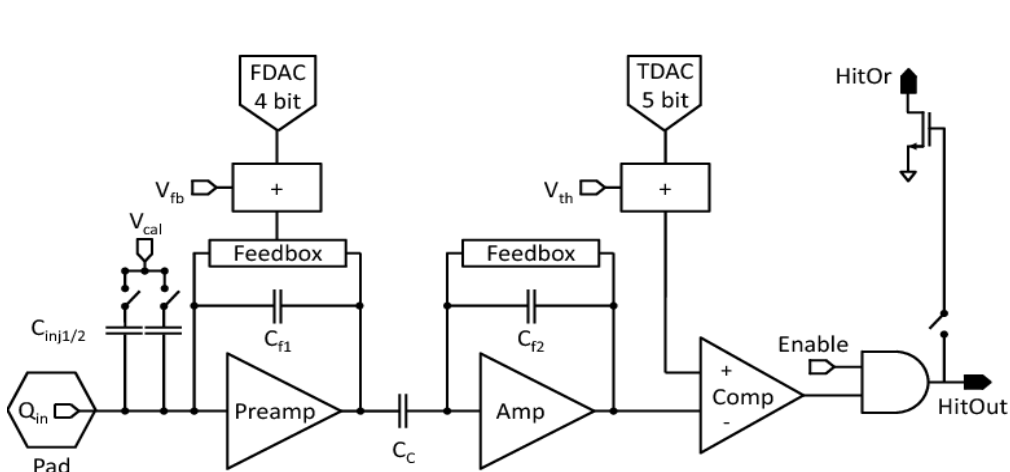 FDAC
4 bit
TDAC
5 bit
HitOr
Vfb
+
Vth
+
Vcal
Feedbox
Feedbox
Cinj1/2
Cf1
Cf2
Enable
Qin
Preamp
Amp
+
Comp
-
HitOut
CC
Pad